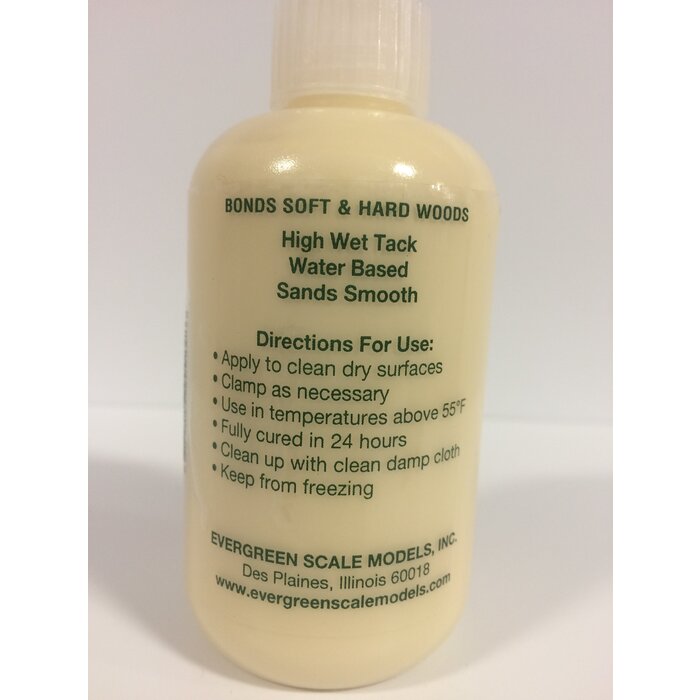 BONDS SOFT & HARD WOODS
High Wet Tack
Water Based
Sands Smooth
Directions For Use:
• Apply to clean dry surfaces
• Clamp as necessary
• Use in temperatures above 55°F
• Fully cured in 24 hours
• Clean up with clean damp cloth
• Keep from freezing
EVERGREEN SCALE MODELS, INC.
Des Plaines, Illinois 60018
www.evergreenscalemodels.com